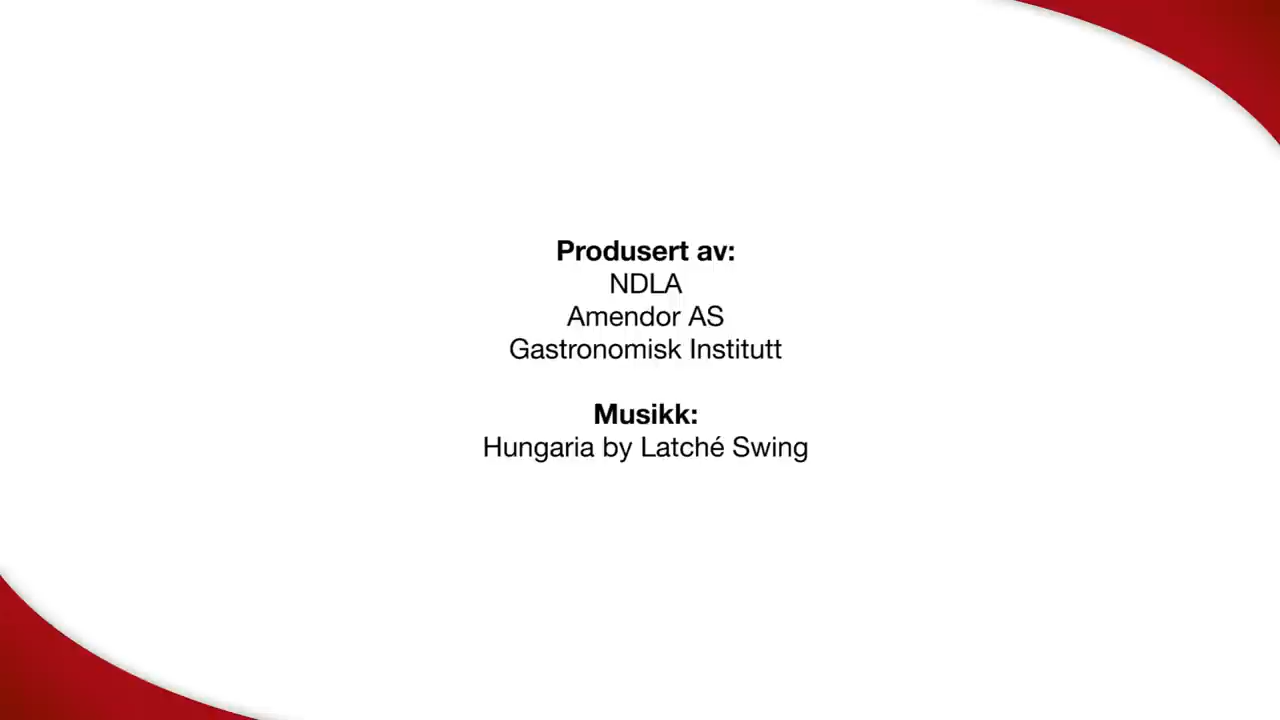 Produsert av:
NDLA
Amendor AS
Gastronomisk Institutt
Musikk:
Hungaria by Latché Swing